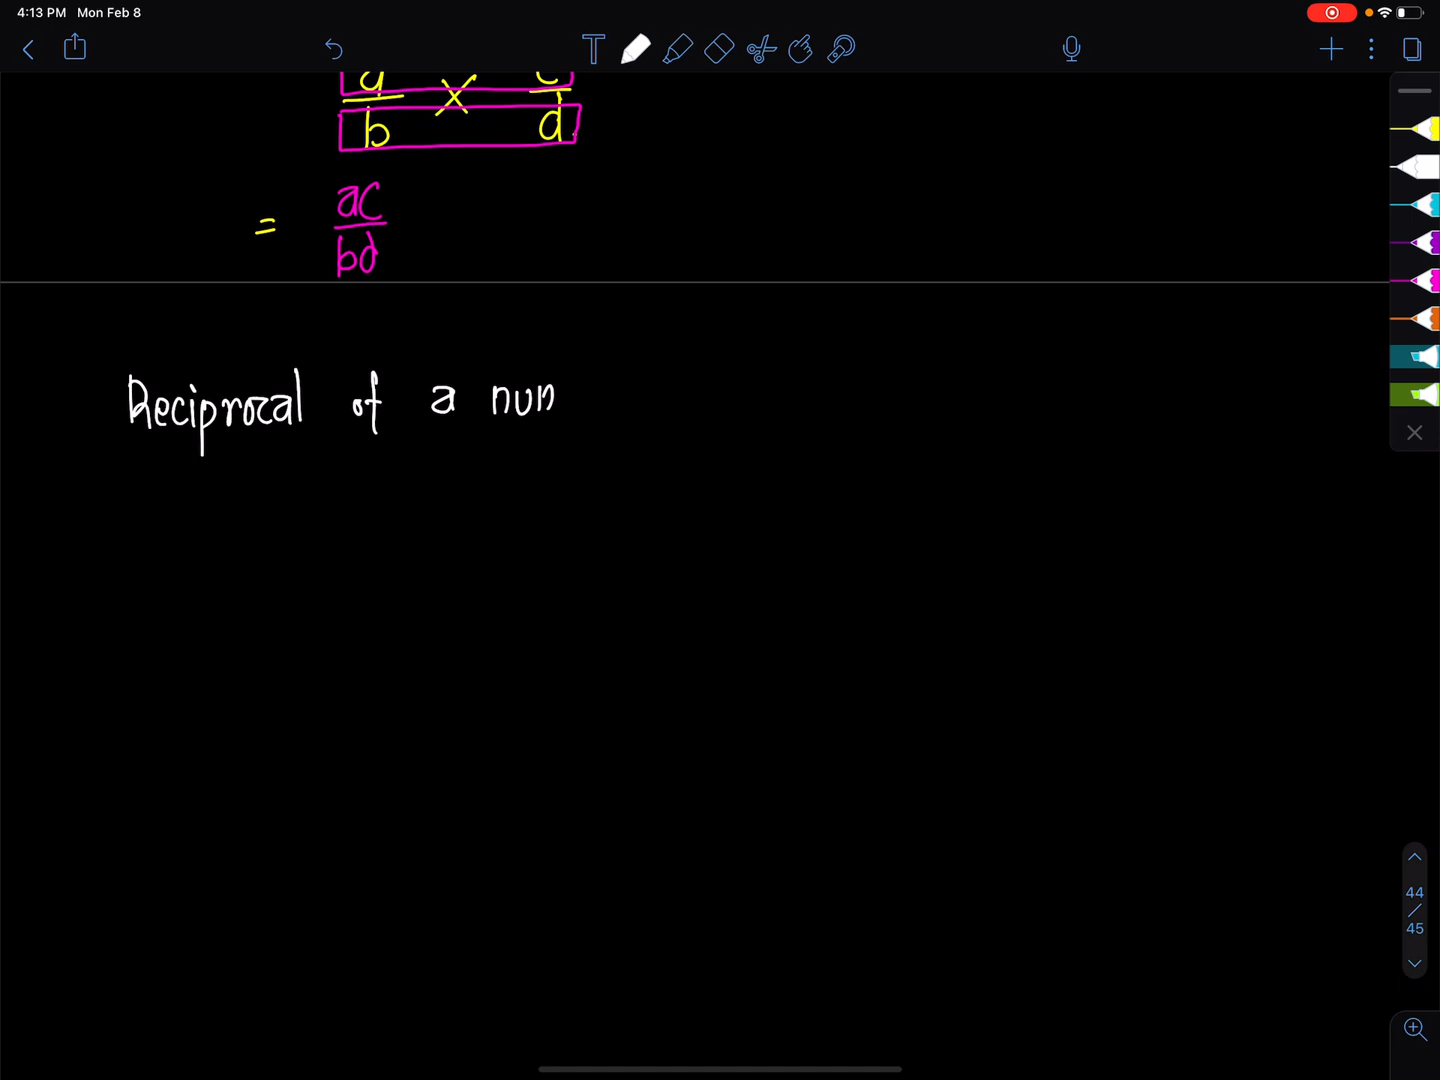 4:13 PM Mon Feb 8
a × c
b d
= ac
bd
Reciprocal of a num
44
/
45